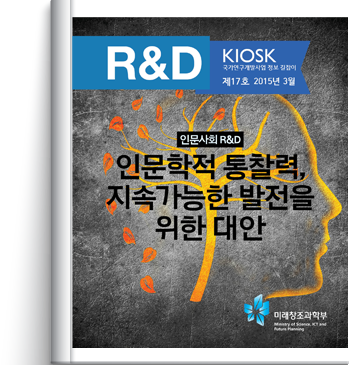 R&D
KIOSK
국가연구개발사업 정보 길잡이
제17호 2015년 3월
인문사회 R&D
인문학적 통찰력,
지속가능한 발전을
위한 대안
미래창조과학부
Ministry of Science, ICT and
Future Planning